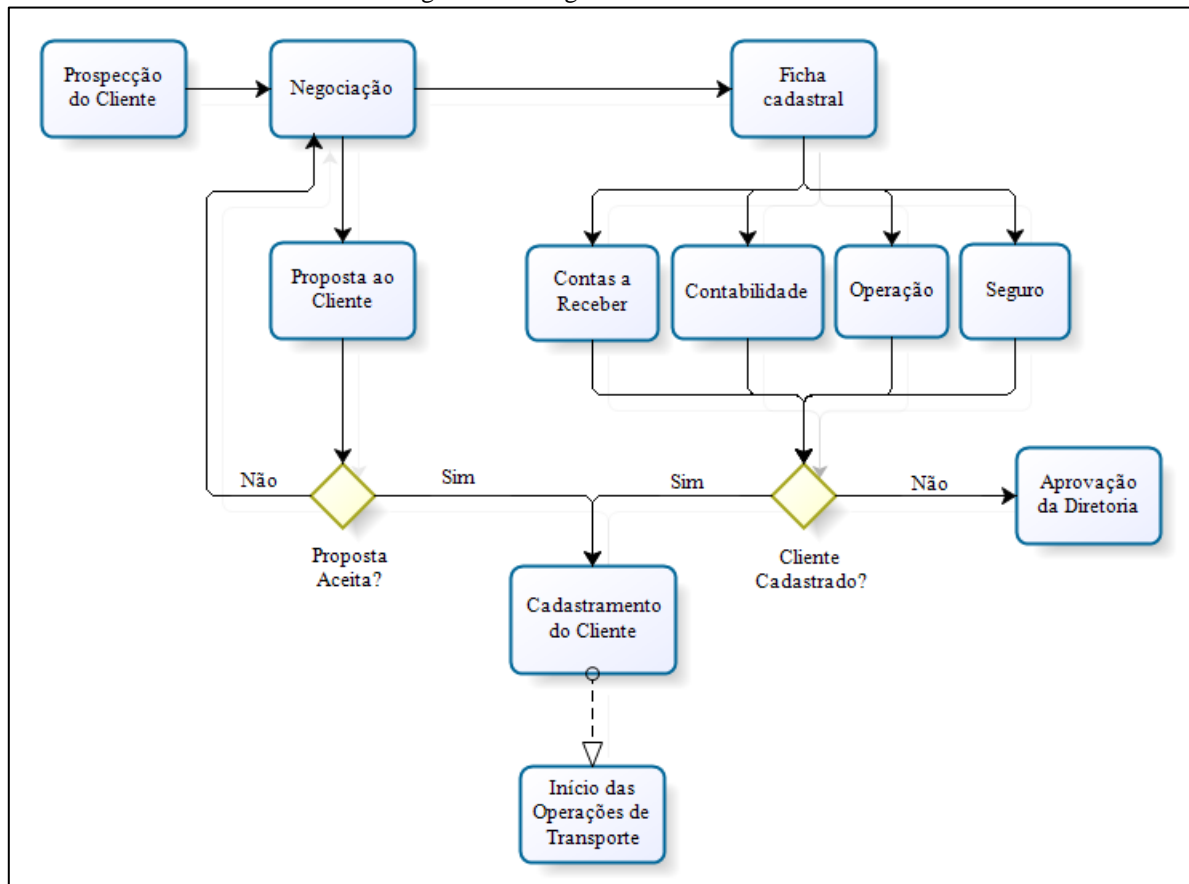 Prospecção
do Cliente
Negociação
Ficha
cadastral
Proposta ao
Cliente
Contas a
Receber
Contabilidade
Operação
Seguro
Não
Sim
Sim
Não
Aprovação
da Diretoria
Proposta
Aceita?
Cliente
Cadastrado?
Cadastramento
do Cliente
Início das
Operações de
Transporte